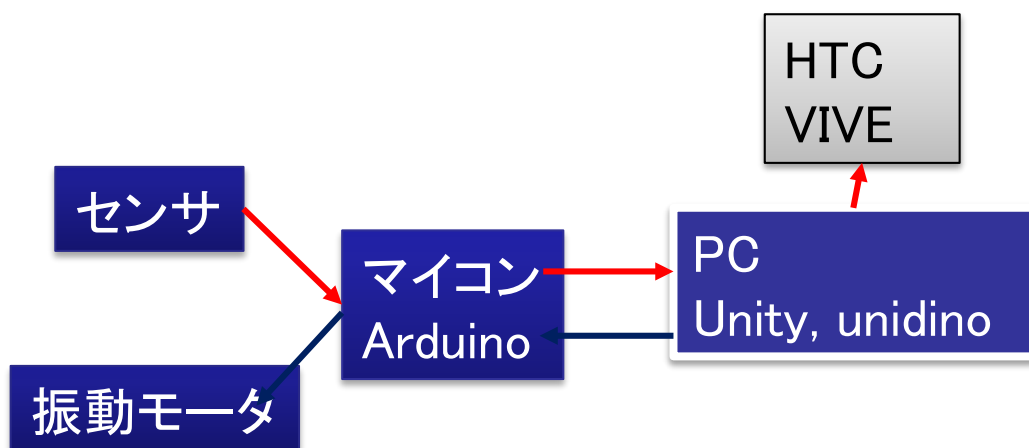 HTC
VIVE
センサ
マイコン
Arduino
PC
Unity, unidino
振動モータ